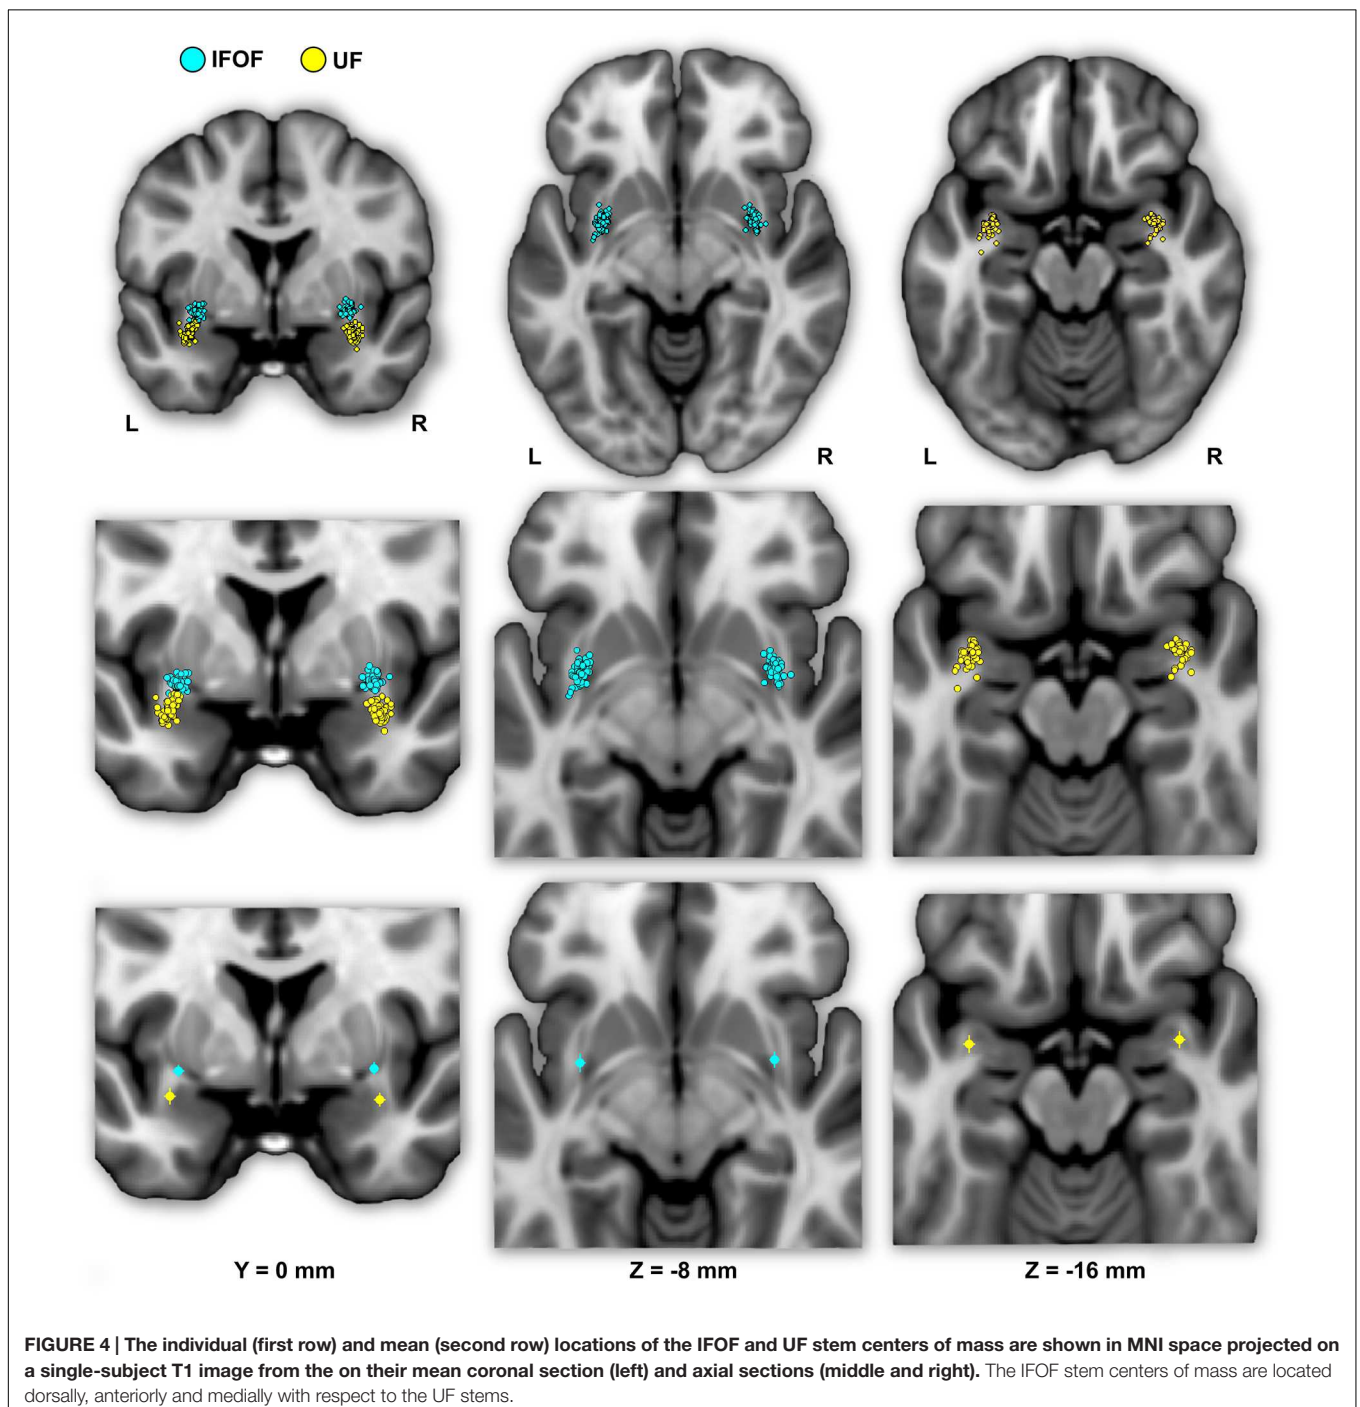 IFOF UF
L R
L R
L R
Y = 0 mm
Z = -8 mm
Z = -16 mm
FIGURE 4 | The individual (first row) and mean (second row) locations of the IFOF and UF stem centers of mass are shown in MNI space projected on
a single-subject T1 image from the on their mean coronal section (left) and axial sections (middle and right). The IFOF stem centers of mass are located
dorsally, anteriorly and medially with respect to the UF stems.